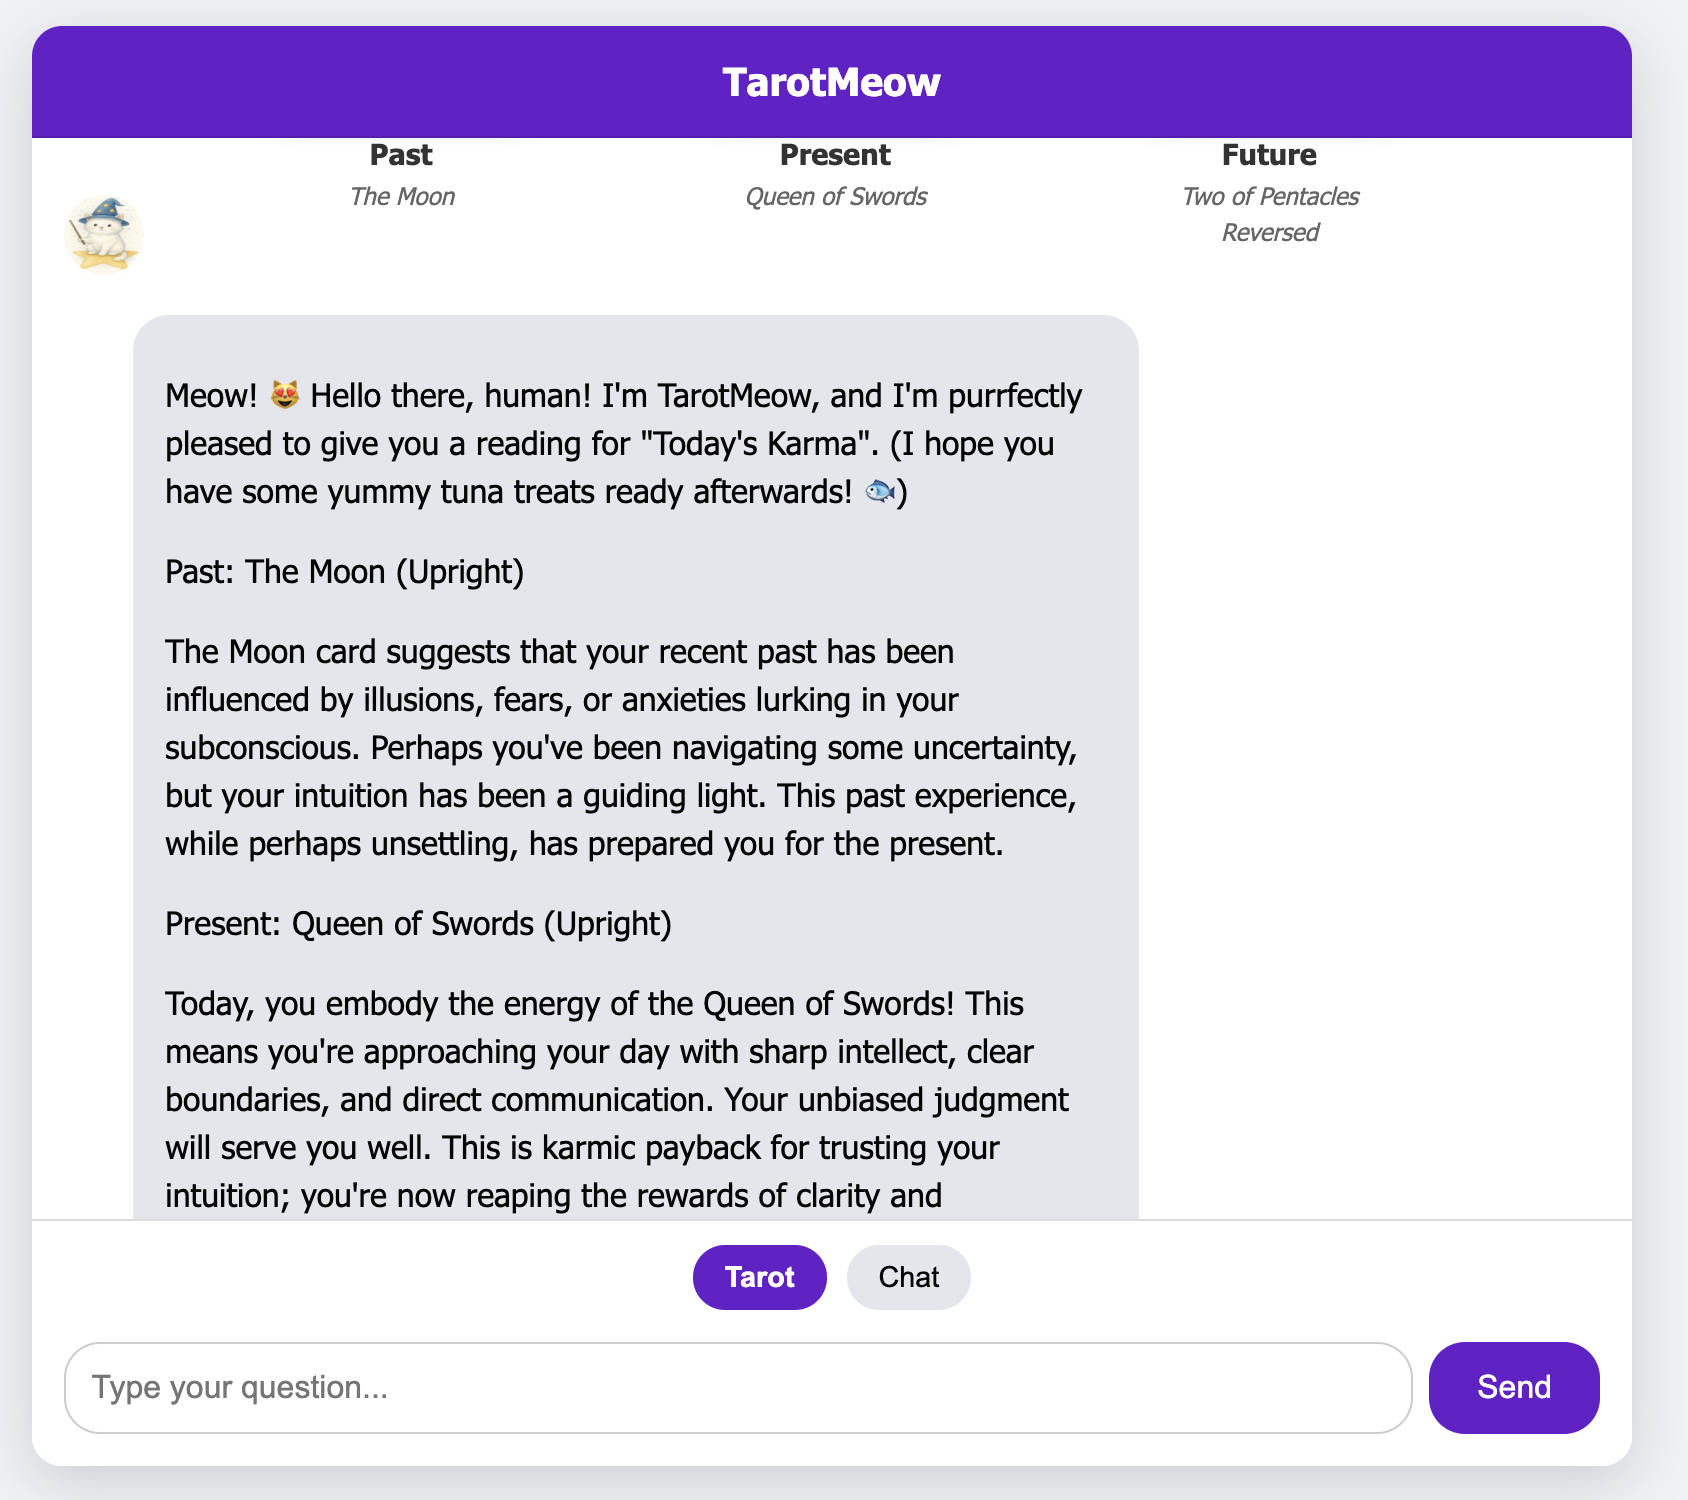 TarotMeow
Past
The Moon
Present
Queen of Swords
Future
Two of Pentacles
Reversed
Meow! 😻 Hello there, human! I'm TarotMeow, and I'm purrfectly
pleased to give you a reading for "Today's Karma". (I hope you
have some yummy tuna treats ready afterwards! 🐟)
Past: The Moon (Upright)
The Moon card suggests that your recent past has been
influenced by illusions, fears, or anxieties lurking in your
subconscious. Perhaps you've been navigating some uncertainty,
but your intuition has been a guiding light. This past experience,
while perhaps unsettling, has prepared you for the present.
Present: Queen of Swords (Upright)
Today, you embody the energy of the Queen of Swords! This
means you're approaching your day with sharp intellect, clear
boundaries, and direct communication. Your unbiased judgment
will serve you well. This is karmic payback for trusting your
intuition; you're now reaping the rewards of clarity and
Tarot
Chat
Type your question...
Send